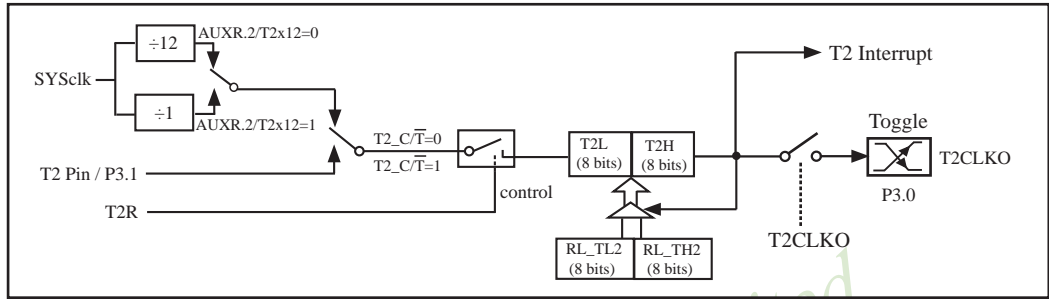 ÷12
AUXR.2/T2x12=0
SYSclk
÷1
AUXR.2/T2x12=1
T2 Pin / P3.1
T2_C/T̅=0
T2_C/T̅=1
T2R
control
T2L
(8 bits)
T2H
(8 bits)
RL_TL2
(8 bits)
RL_TH2
(8 bits)
T2 Interrupt
Toggle
T2CLKO
P3.0
T2CLKO